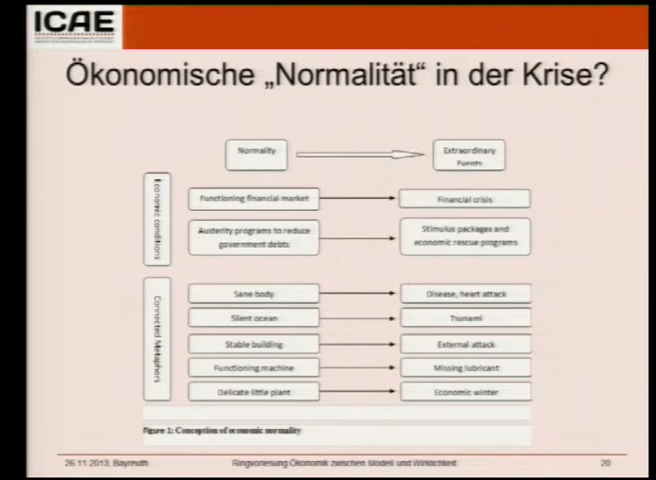 ICAE
Ökonomische „Normalität“ in der Krise?
Normality
Extraordinary
Events
Economic conditions
Functioning financial market
Financial crisis
Austerity programs to reduce
government debts
Stimulus packages and
economic rescue programs
Connected Metaphors
Sane body
Disease, heart attack
Silent ocean
Tsunami
Stable building
External attack
Functioning machine
Missing lubricant
Delicate little plant
Economic winter
Figure 1: Conception of economic normality
26.11.2013, Bayreuth
Ringvorlesung Ökonomik zwischen Modell und Wirklichkeit
20